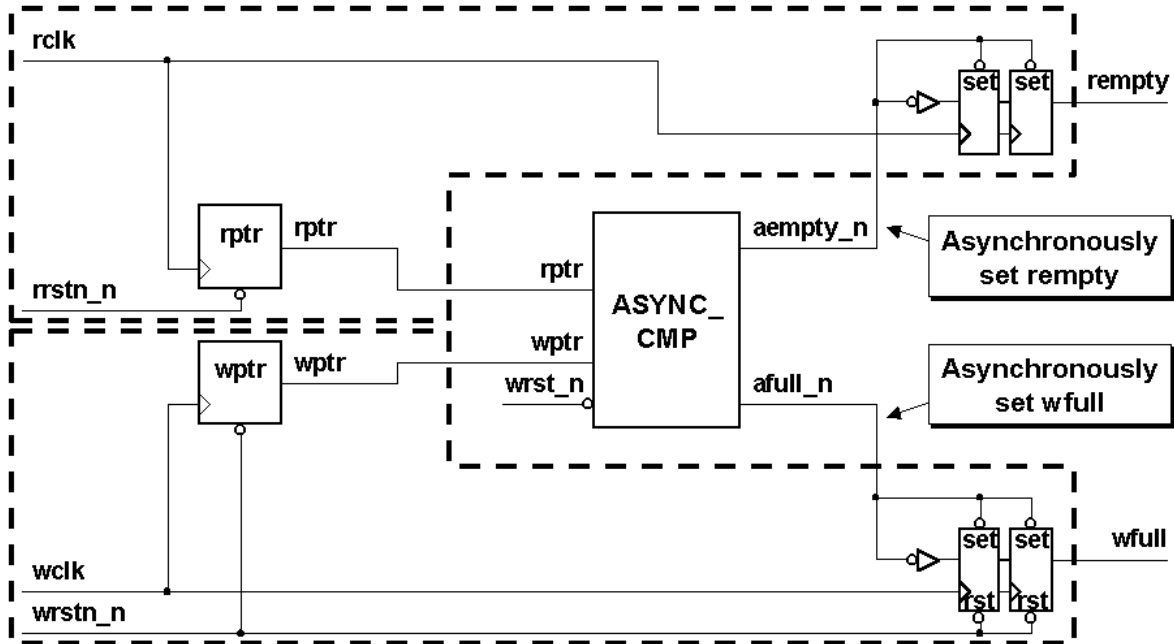 rclk
set
set
rempty
rptr
rptr
aempty_n
Asynchronously
set rempty
rptr
rrstn_n
ASYNC_
CMP
wptr
wptr
wptr
wrst_n
afull_n
Asynchronously
set wfull
set
set
wfull
wclk
rst
rst
wrstn_n